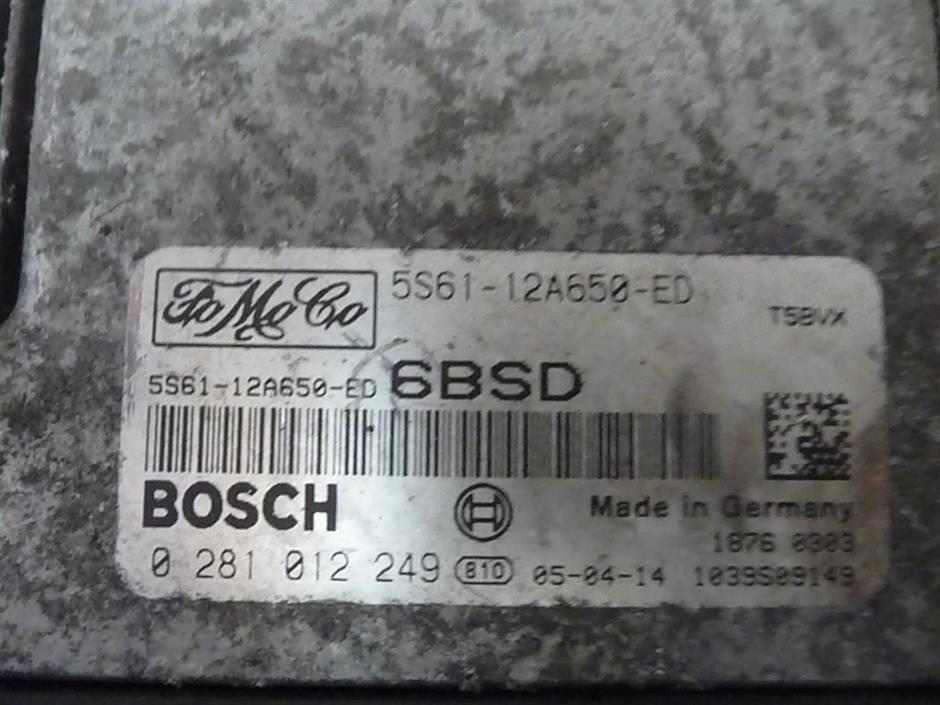 FoMoCo 5S61-12A650-ED
T5BVX
5S61-12A650-ED 6BSD
BOSCH
Made in Germany
1876 0303
0 281 012 249 810 05-04-14 1039S09149